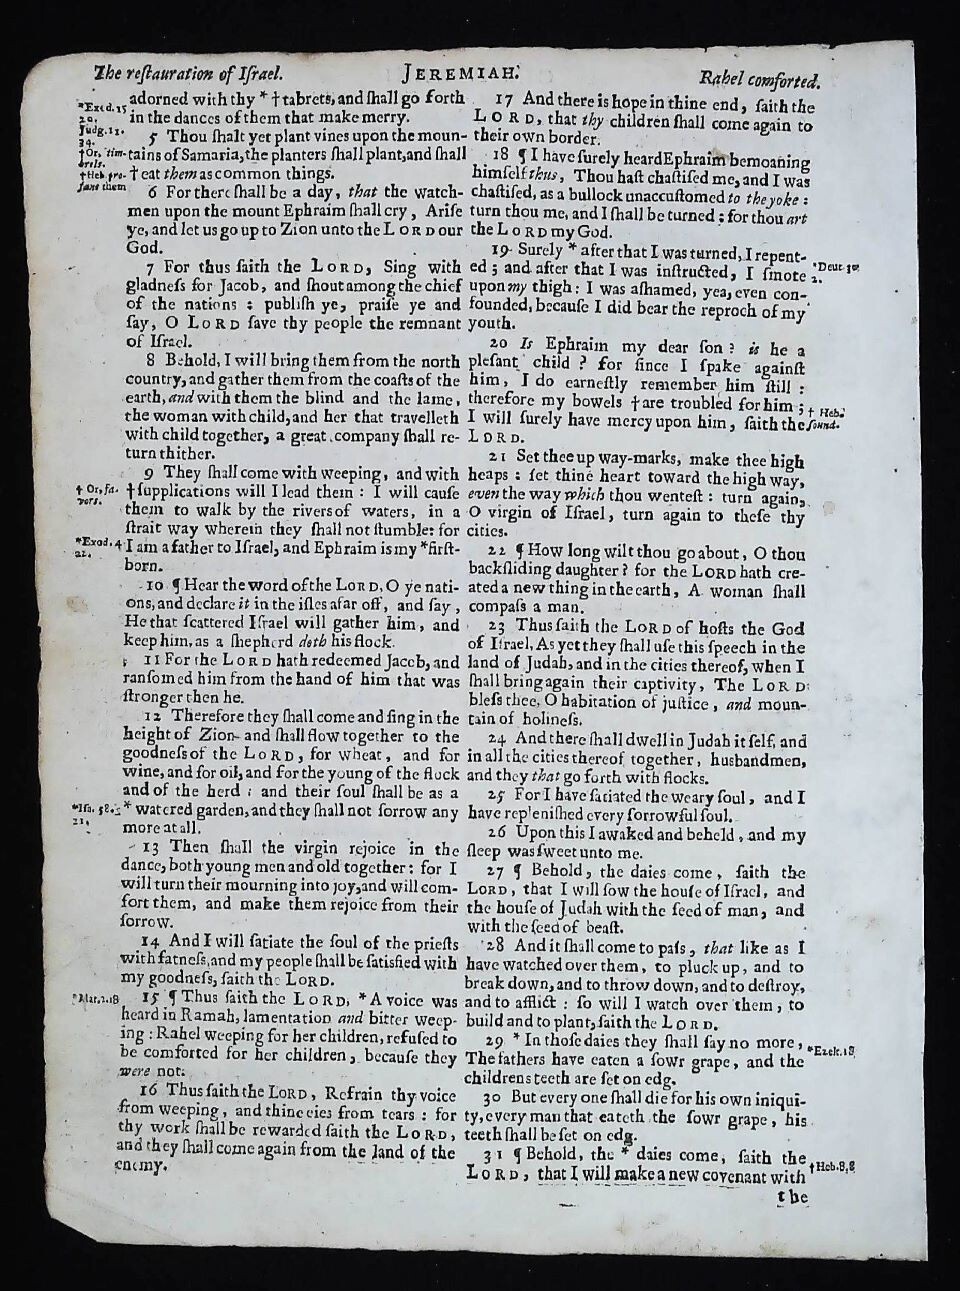 The reſtauration of Iſrael.
JEREMIAH.
Rahel comforted.
adorned with thy * † tabrets, and ſhall go forth
in the dances of them that make merry.
5 Thou ſhalt yet plant vines upon the moun-
tains of Samaria, the planters ſhall plant, and ſhall
† eat them as common things.
6 For there ſhall be a day, that the watch-
men upon the mount Ephraim ſhall cry, Ariſe
ye, and let us go up to Zion unto the LORD our
God.
7 For thus ſaith the LORD, Sing with
gladneſs for Jacob, and ſhout among the chief
of the nations : publiſh ye, praiſe ye and
ſay, O LORD ſave thy people the remnant
of Iſrael.
8 Behold, I will bring them from the north
country, and gather them from the coaſts of the
earth, and with them the blind and the lame,
the woman with child, and her that travelleth
with child together, a great company ſhall re-
turn thither.
9 They ſhall come with weeping, and with
† ſupplications will I lead them : I will cauſe
them to walk by the rivers of waters, in a
ſtrait way wherein they ſhall not ſtumble: for
I am a father to Iſrael, and Ephraim is my * firſt-
born.
10 ¶ Hear the word of the LORD, O ye nati-
ons, and declare it in the iſles afar off, and ſay,
He that ſcattered Iſrael will gather him, and
keep him, as a ſhepherd doth his flock.
11 For the LORD hath redeemed Jacob, and
ranſomed him from the hand of him that was
ſtronger then he.
12 Therefore they ſhall come and ſing in the
height of Zion and ſhall flow together to the
goodneſs of the LORD, for wheat, and for
wine, and for oil, and for the young of the flock
and of the herd : and their ſoul ſhall be as a
* watered garden, and they ſhall not ſorrow any
more at all.
13 Then ſhall the virgin rejoice in the
dance, both young men and old together: for I
will turn their mourning into joy, and will com-
fort them, and make them rejoice from their
ſorrow.
14 And I will ſatiate the ſoul of the prieſts
with fatneſs, and my people ſhall be ſatisfied with
my goodneſs, ſaith the LORD.
15 ¶ Thus ſaith the LORD, * A voice was
heard in Ramah, lamentation and bitter weep-
ing : Rahel weeping for her children, refuſed to
be comforted for her children, becauſe they
were not.
16 Thus ſaith the LORD, Refrain thy voice
from weeping, and thine eies from tears : for
thy work ſhall be rewarded ſaith the LORD,
and they ſhall come again from the land of the
enemy.
*Exod. 15
20.
Judg. 11.
34.
† Or, tim-
brels.
† Heb. pro-
fane them
† Or, fa-
vors.
*Exod. 4
22.
*Iſa. 58.
11.
*Mat. 2. 18
17 And there is hope in thine end, ſaith the
LORD, that thy children ſhall come again to
their own border.
18 ¶ I have ſurely heard Ephraim bemoaning
himſelf thus, Thou haſt chaſtiſed me, and I was
chaſtiſed, as a bullock unaccuſtomed to the yoke :
turn thou me, and I ſhall be turned ; for thou art
the LORD my God.
19 Surely * after that I was turned, I repent-
ed ; and after that I was inſtructed, I ſmote
upon my thigh : I was aſhamed, yea, even con-
founded, becauſe I did bear the reproch of my
youth.
20 Is Ephraim my dear ſon ? is he a
pleſant child ? for ſince I ſpake againſt
him, I do earneſtly remember him ſtill :
therefore my bowels † are troubled for him ;
I will ſurely have mercy upon him, ſaith the
LORD.
21 Set thee up way-marks, make thee high
heaps : ſet thine heart toward the high way,
even the way which thou wenteſt : turn again,
O virgin of Iſrael, turn again to theſe thy
cities.
22 ¶ How long wilt thou go about, O thou
backſliding daughter ? for the LORD hath cre-
ated a new thing in the earth, A woman ſhall
compaſs a man.
23 Thus ſaith the LORD of hoſts the God
of Iſrael, As yet they ſhall uſe this ſpeech in the
land of Judah, and in the cities thereof, when I
ſhall bring again their captivity, The LORD
bleſs thee, O habitation of juſtice, and moun-
tain of holineſs.
24 And there ſhall dwell in Judah it ſelf, and
in all the cities thereof together, husbandmen,
and they that go forth with flocks.
25 For I have ſatiated the weary ſoul, and I
have repleniſhed every ſorrowful ſoul.
26 Upon this I awaked and beheld, and my
ſleep was ſweet unto me.
27 ¶ Behold, the daies come, ſaith the
LORD, that I will ſow the houſe of Iſrael, and
the houſe of Judah with the ſeed of man, and
with the ſeed of beaſt.
28 And it ſhall come to paſs, that like as I
have watched over them, to pluck up, and to
break down, and to throw down, and to deſtroy,
and to afflict : ſo will I watch over them, to
build and to plant, ſaith the LORD.
29 * In thoſe daies they ſhall ſay no more,
The fathers have eaten a ſowr grape, and the
childrens teeth are ſet on edg.
30 But every one ſhall die for his own iniqui-
ty, every man that eateth the ſowr grape, his
teeth ſhall be ſet on edg.
31 ¶ Behold, the * daies come, ſaith the
LORD, that I will make a new covenant with
the
*Deut. 30
2.
† Heb.
ſound.
*Ezek. 18
†Heb. 8,8